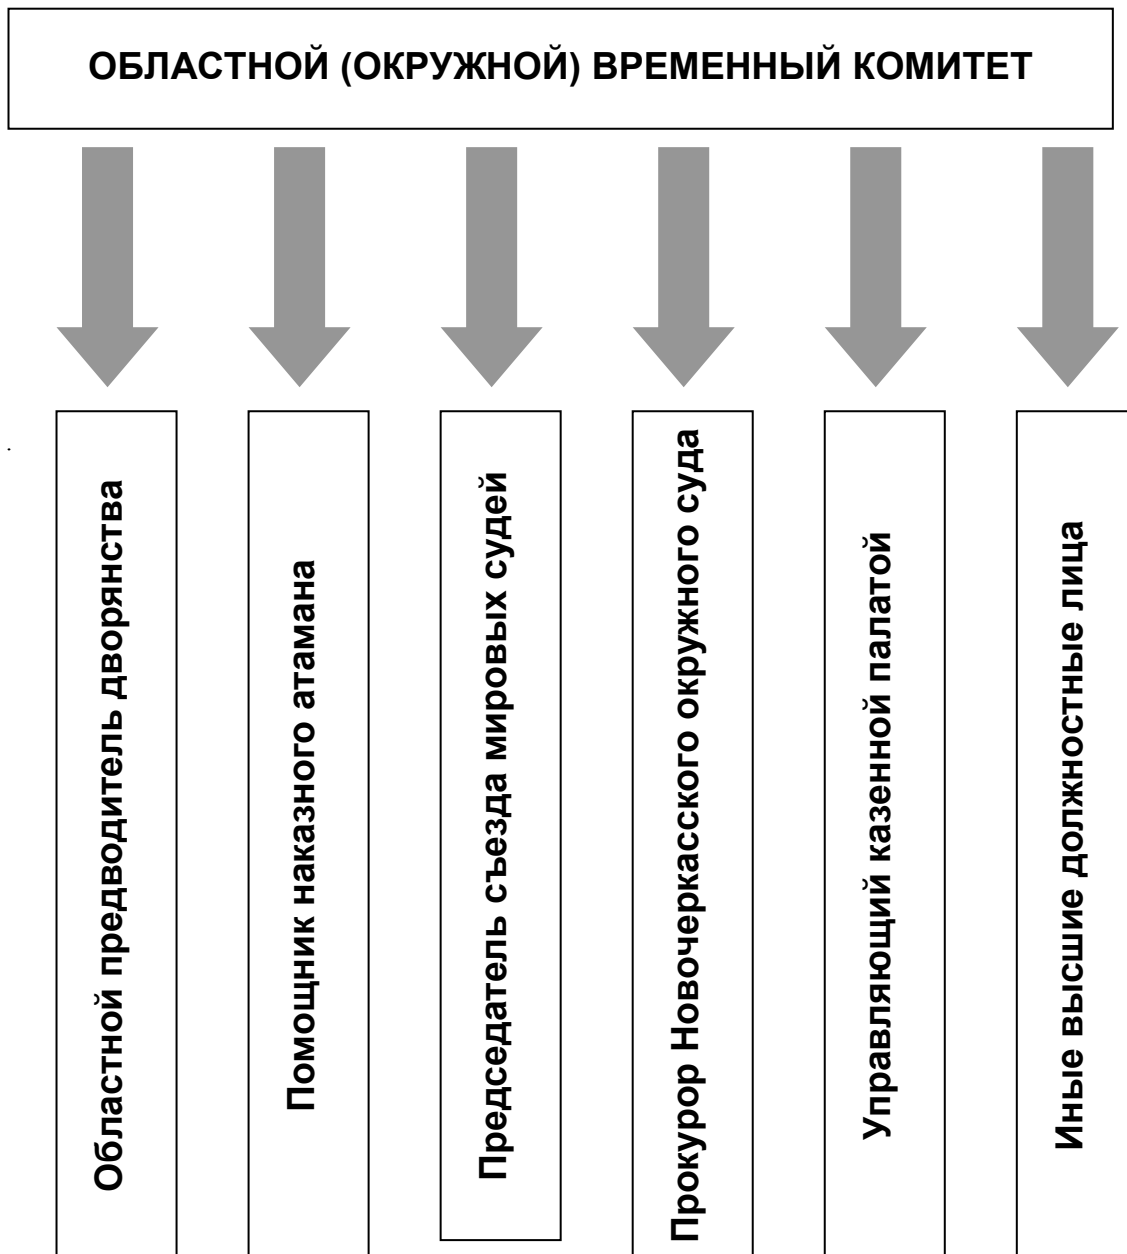 ОБЛАСТНОЙ (ОКРУЖНОЙ) ВРЕМЕННЫЙ КОМИТЕТ
Областной предводитель дворянства
Помощник наказного атамана
Председатель съезда мировых судей
Прокурор Новочеркасского окружного суда
Управляющий казенной палатой
Иные высшие должностные лица